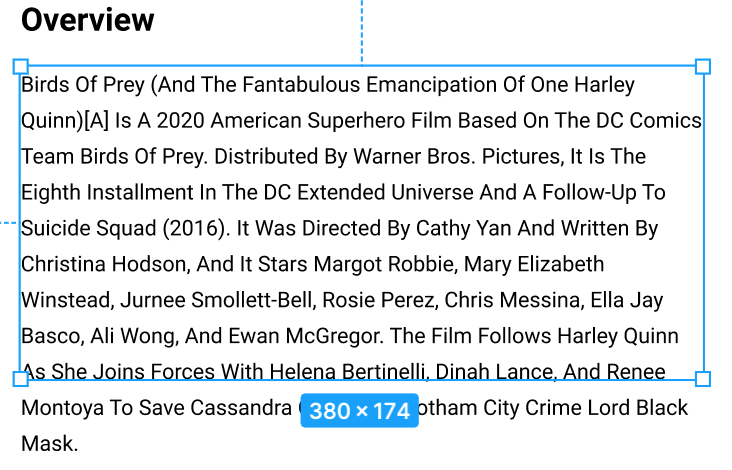 Overview
Birds Of Prey (And The Fantabulous Emancipation Of One Harley
Quinn)[A] Is A 2020 American Superhero Film Based On The DC Comics
Team Birds Of Prey. Distributed By Warner Bros. Pictures, It Is The
Eighth Installment In The DC Extended Universe And A Follow-Up To
Suicide Squad (2016). It Was Directed By Cathy Yan And Written By
Christina Hodson, And It Stars Margot Robbie, Mary Elizabeth
Winstead, Jurnee Smollett-Bell, Rosie Perez, Chris Messina, Ella Jay
Basco, Ali Wong, And Ewan McGregor. The Film Follows Harley Quinn
As She Joins Forces With Helena Bertinelli, Dinah Lance, And Renee
Montoya To Save Cassandra 380 × 174 otham City Crime Lord Black
Mask.